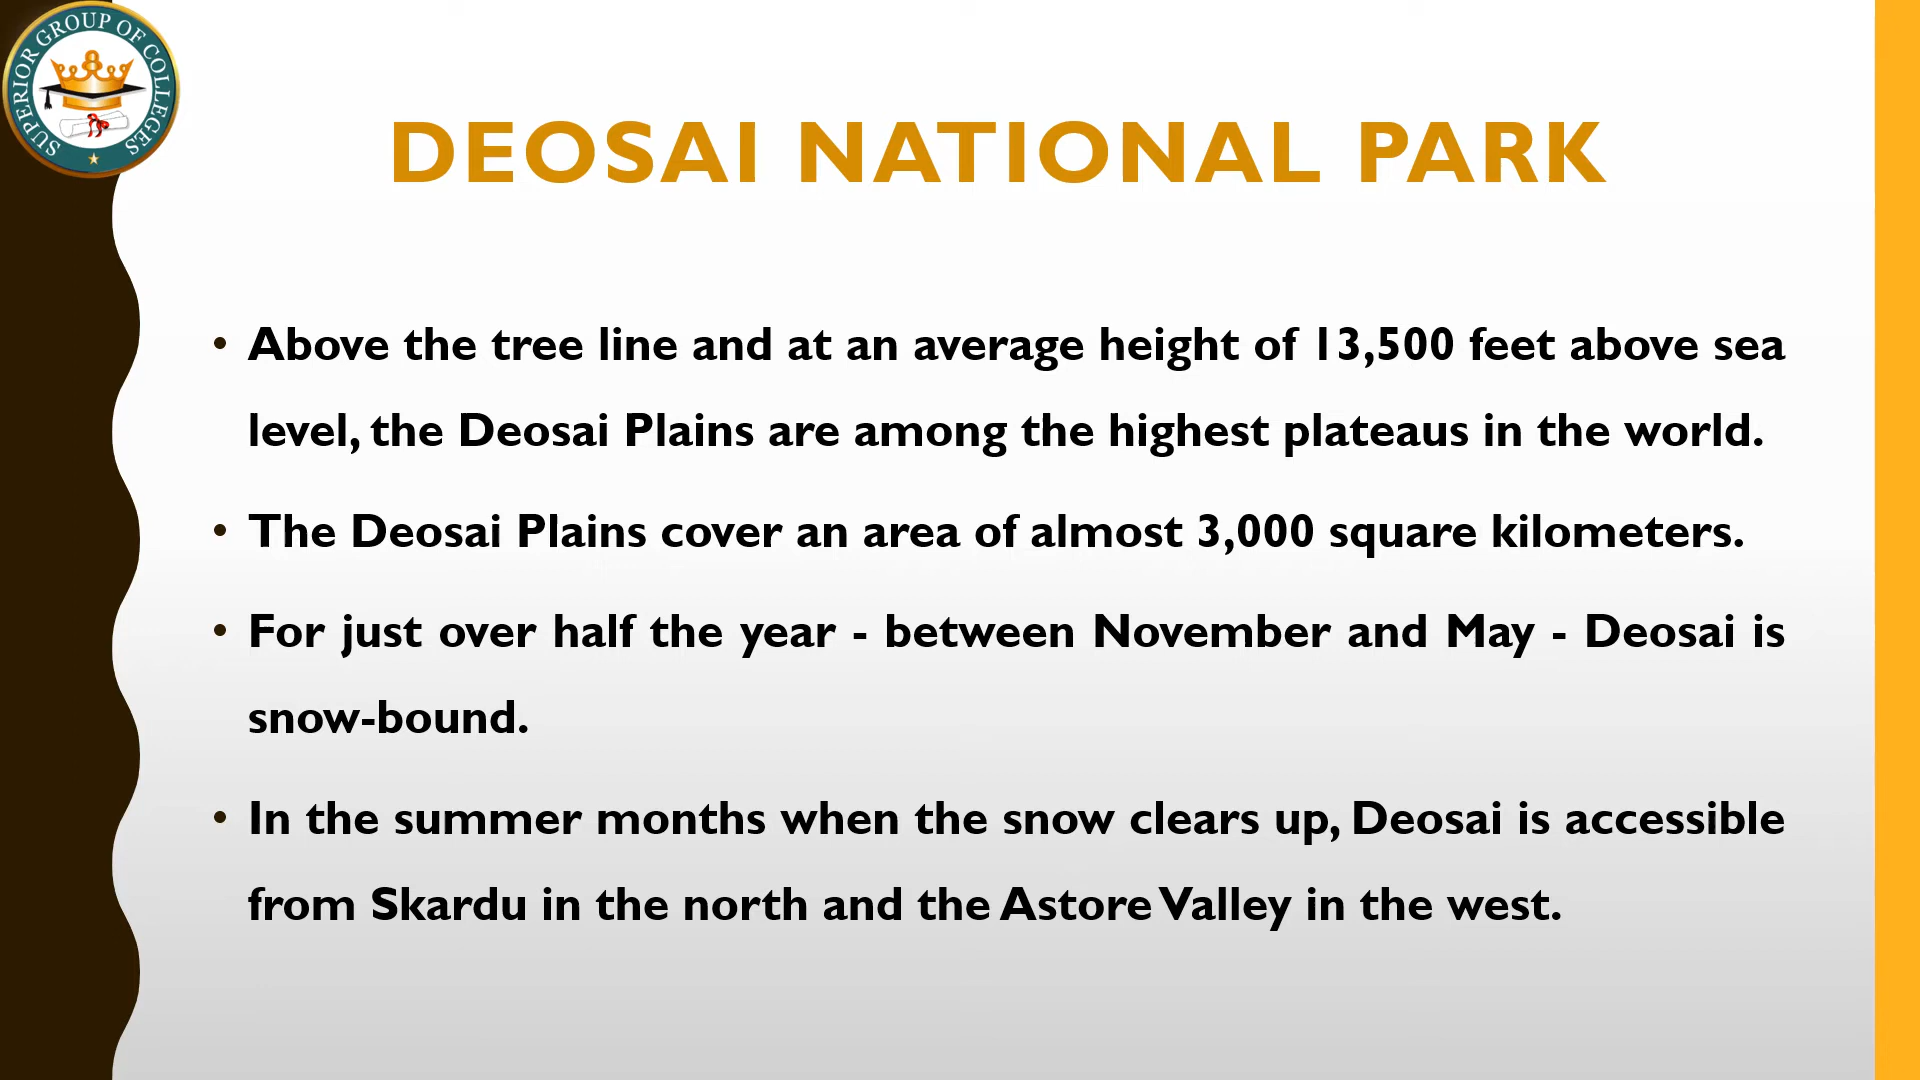 SUPERIOR GROUP OF COLLEGES
DEOSAI NATIONAL PARK
• Above the tree line and at an average height of 13,500 feet above sea
level, the Deosai Plains are among the highest plateaus in the world.
• The Deosai Plains cover an area of almost 3,000 square kilometers.
• For just over half the year - between November and May - Deosai is
snow-bound.
• In the summer months when the snow clears up, Deosai is accessible
from Skardu in the north and the Astore Valley in the west.